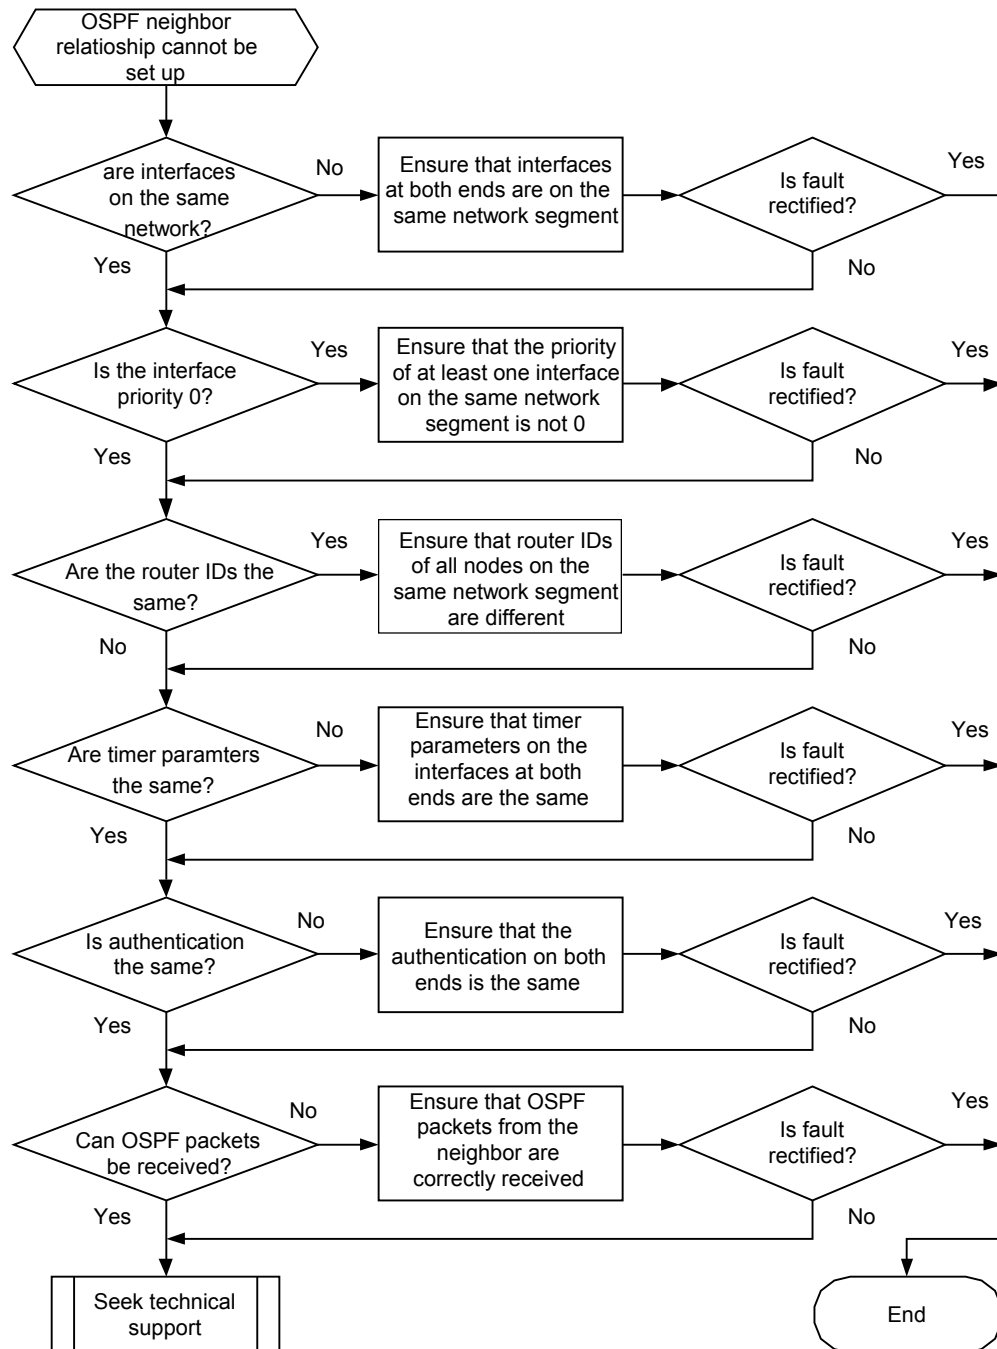 OSPF neighbor
relatioship cannot be
set up
are interfaces
on the same
network?
No
Ensure that interfaces
at both ends are on the
same network segment
Is fault
rectified?
Yes
Yes
No
Is the interface
priority 0?
Yes
Ensure that the priority
of at least one interface
on the same network
segment is not 0
Is fault
rectified?
Yes
Yes
No
Are the router IDs the
same?
Yes
Ensure that router IDs
of all nodes on the
same network segment
are different
Is fault
rectified?
Yes
No
No
Are timer paramters
the same?
No
Ensure that timer
parameters on the
interfaces at both
ends are the same
Is fault
rectified?
Yes
Yes
No
Is authentication
the same?
No
Ensure that the
authentication on both
ends is the same
Is fault
rectified?
Yes
Yes
No
Can OSPF packets
be received?
No
Ensure that OSPF
packets from the
neighbor are
correctly received
Is fault
rectified?
Yes
Yes
No
Seek technical
support
End